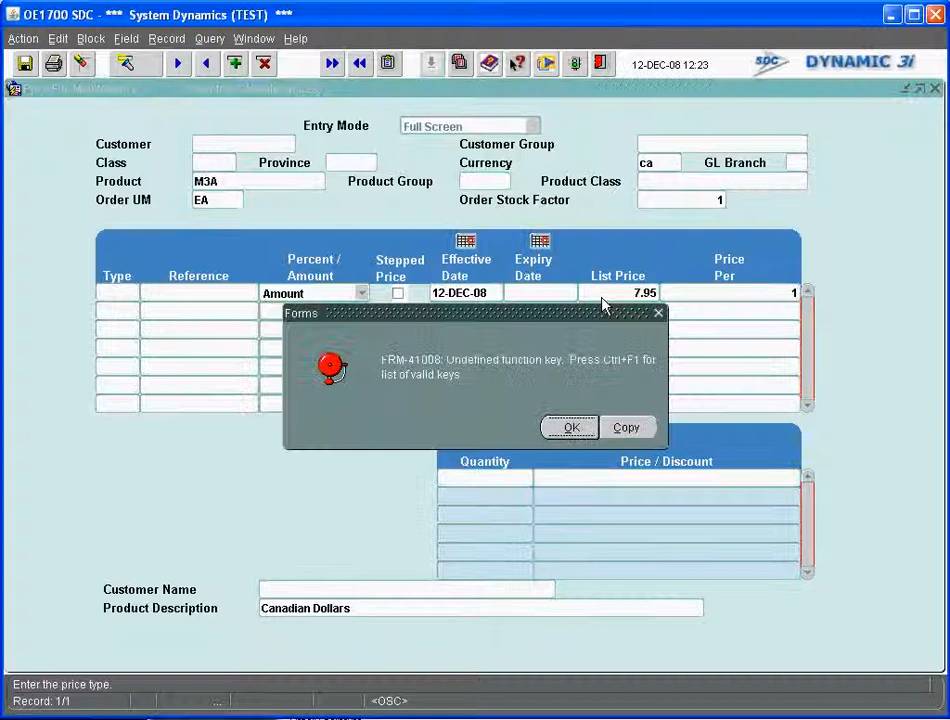 OE1700 SDC - *** System Dynamics (TEST) ***
Action Edit Block Field Record Query Window Help
12-DEC-08 12:23
SDC DYNAMIC 3i
Entry Mode Full Screen
Customer Customer Group
Class Province Currency ca GL Branch
Product M3A Product Group Product Class
Order UM EA Order Stock Factor 1
Type Reference Percent / Amount Stepped Price Effective Date Expiry Date List Price Price Per
Amount 12-DEC-08 7.95 1
Forms
FRM-41008: Undefined function key. Press Ctrl+F1 for
list of valid keys
OK Copy
Quantity Price / Discount
Customer Name
Product Description Canadian Dollars
Enter the price type.
Record: 1/1 ... <OSC>